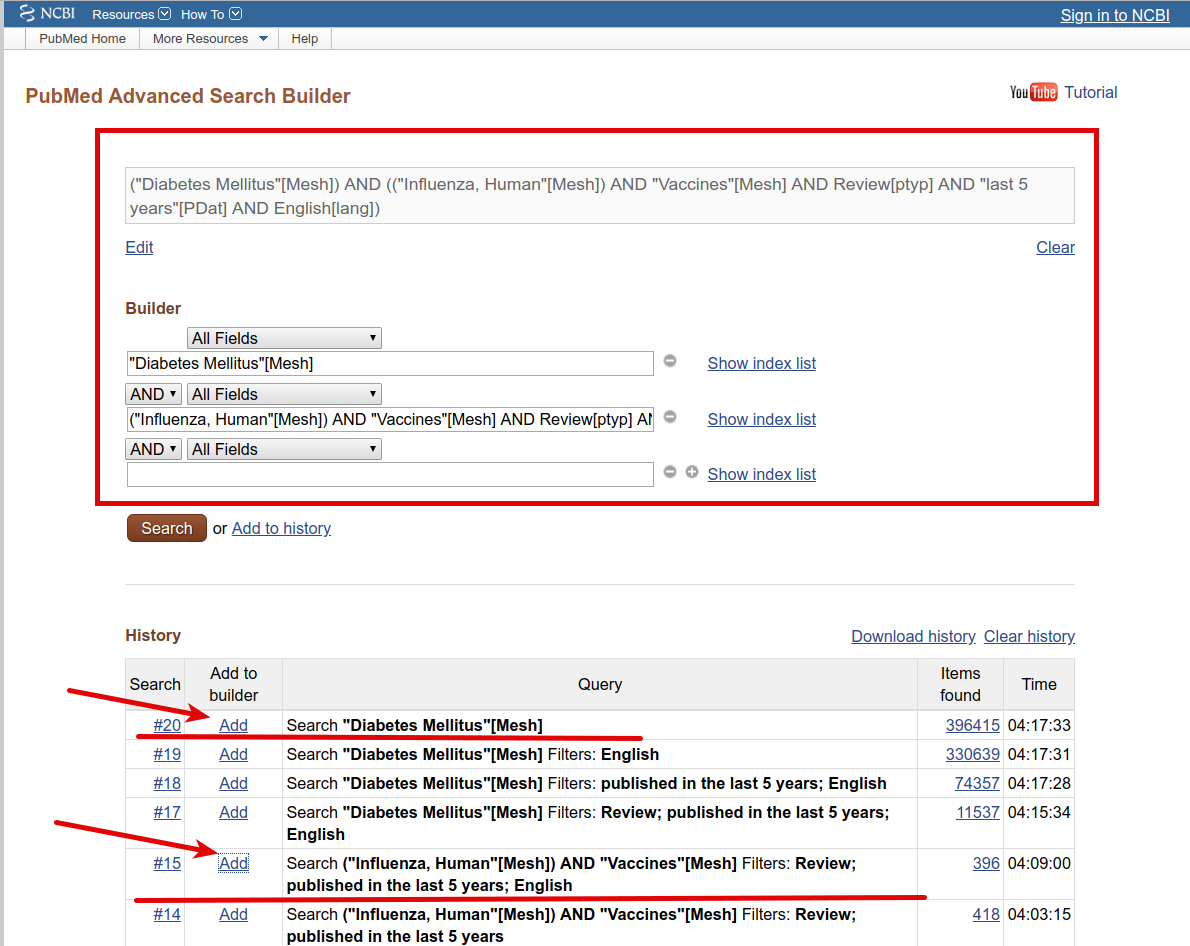 NCBI Resources How To Sign in to NCBI
PubMed Home More Resources Help
PubMed Advanced Search Builder
YouTube Tutorial
("Diabetes Mellitus"[Mesh]) AND (("Influenza, Human"[Mesh]) AND "Vaccines"[Mesh] AND Review[ptyp] AND "last 5
years"[PDat] AND English[lang])
Edit Clear
Builder
All Fields
"Diabetes Mellitus"[Mesh] Show index list
AND All Fields
("Influenza, Human"[Mesh]) AND "Vaccines"[Mesh] AND Review[ptyp] AN Show index list
AND All Fields
Show index list
Search or Add to history
History Download history Clear history
Search Add to builder Query Items found Time
#20 Add Search "Diabetes Mellitus"[Mesh] 396415 04:17:33
#19 Add Search "Diabetes Mellitus"[Mesh] Filters: English 330639 04:17:31
#18 Add Search "Diabetes Mellitus"[Mesh] Filters: published in the last 5 years; English 74357 04:17:28
#17 Add Search "Diabetes Mellitus"[Mesh] Filters: Review; published in the last 5 years; 11537 04:15:34
English
#15 Add Search ("Influenza, Human"[Mesh]) AND "Vaccines"[Mesh] Filters: Review; 396 04:09:00
published in the last 5 years; English
#14 Add Search ("Influenza, Human"[Mesh]) AND "Vaccines"[Mesh] Filters: Review; 418 04:03:15
published in the last 5 years